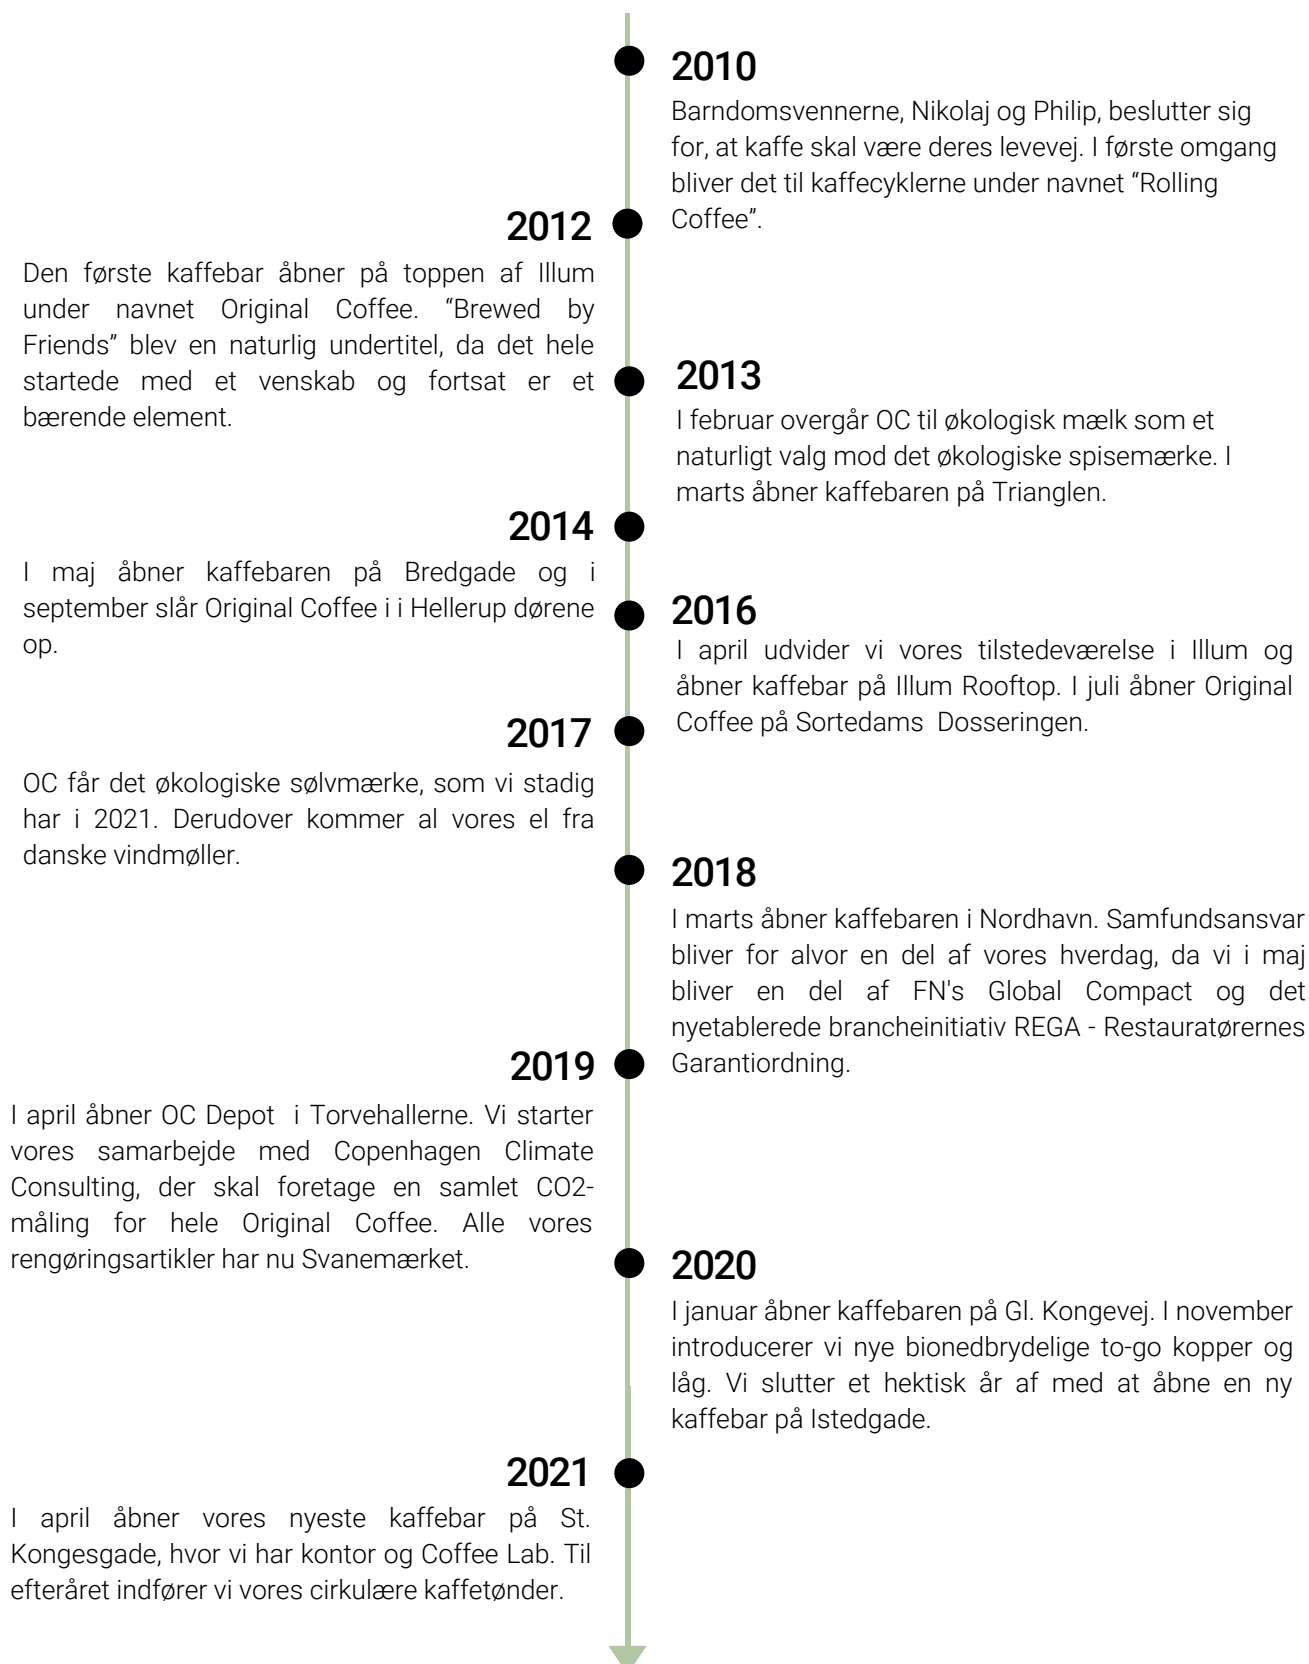 2010
Barndomsvennerne, Nikolaj og Philip, beslutter sig
for, at kaffe skal være deres levevej. I første omgang
bliver det til kaffecyklerne under navnet “Rolling
Coffee”.
2012
Den første kaffebar åbner på toppen af Illum
under navnet Original Coffee. “Brewed by
Friends” blev en naturlig undertitel, da det hele
startede med et venskab og fortsat er et
bærende element.
2013
I februar overgår OC til økologisk mælk som et
naturligt valg mod det økologiske spisemærke. I
marts åbner kaffebaren på Trianglen.
2014
I maj åbner kaffebaren på Bredgade og i
september slår Original Coffee i i Hellerup dørene
op.
2016
I april udvider vi vores tilstedeværelse i Illum og
åbner kaffebar på Illum Rooftop. I juli åbner Original
Coffee på Sortedams Dosseringen.
2017
OC får det økologiske sølvmærke, som vi stadig
har i 2021. Derudover kommer al vores el fra
danske vindmøller.
2018
I marts åbner kaffebaren i Nordhavn. Samfundsansvar
bliver for alvor en del af vores hverdag, da vi i maj
bliver en del af FN's Global Compact og det
nyetablerede brancheinitiativ REGA - Restauratørernes
Garantiordning.
2019
I april åbner OC Depot i Torvehallerne. Vi starter
vores samarbejde med Copenhagen Climate
Consulting, der skal foretage en samlet CO2-
måling for hele Original Coffee. Alle vores
rengøringsartikler har nu Svanemærket.
2020
I januar åbner kaffebaren på Gl. Kongevej. I november
introducerer vi nye bionedbrydelige to-go kopper og
låg. Vi slutter et hektisk år af med at åbne en ny
kaffebar på Istedgade.
2021
I april åbner vores nyeste kaffebar på St.
Kongesgade, hvor vi har kontor og Coffee Lab. Til
efteråret indfører vi vores cirkulære kaffetønder.